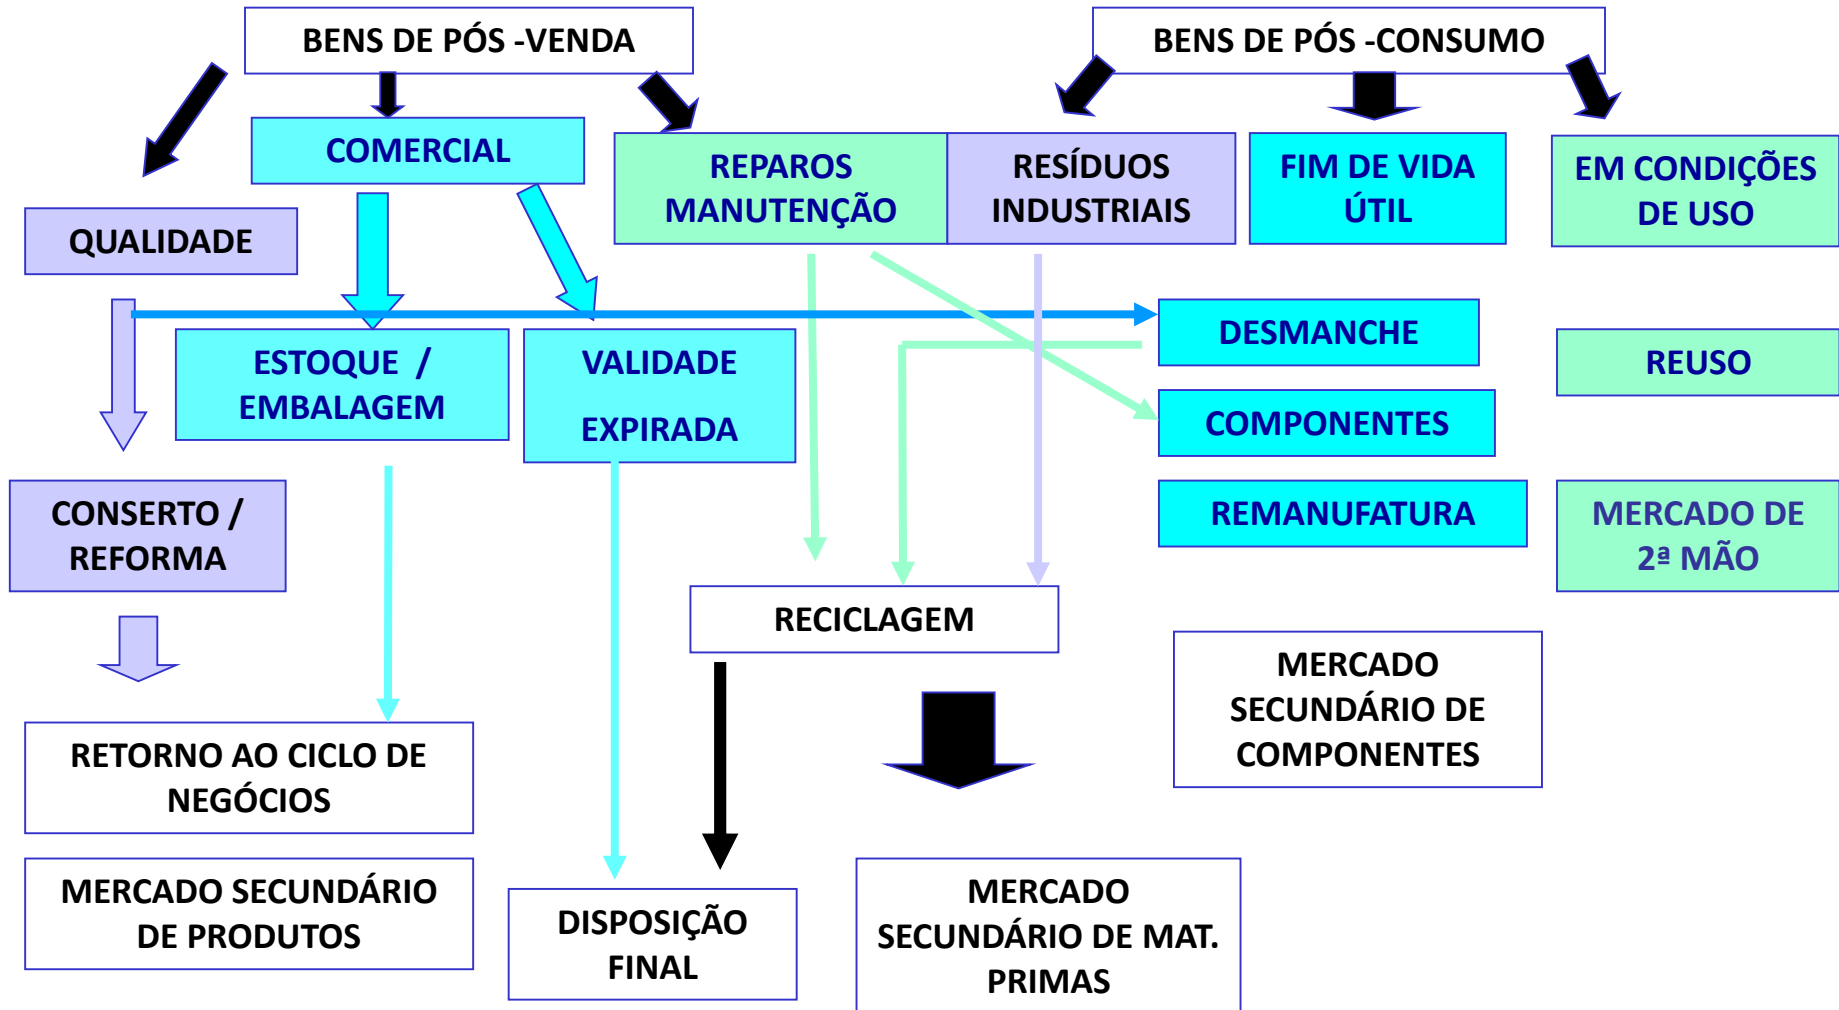 BENS DE PÓS -VENDA
BENS DE PÓS -CONSUMO
COMERCIAL
REPAROS
MANUTENÇÃO
RESÍDUOS
INDUSTRIAIS
FIM DE VIDA
ÚTIL
EM CONDIÇÕES
DE USO
QUALIDADE
ESTOQUE /
EMBALAGEM
VALIDADE
EXPIRADA
DESMANCHE
REUSO
COMPONENTES
CONSERTO /
REFORMA
REMANUFATURA
MERCADO DE
2ª MÃO
RECICLAGEM
MERCADO
SECUNDÁRIO DE
COMPONENTES
RETORNO AO CICLO DE
NEGÓCIOS
MERCADO SECUNDÁRIO
DE PRODUTOS
DISPOSIÇÃO
FINAL
MERCADO
SECUNDÁRIO DE MAT.
PRIMAS